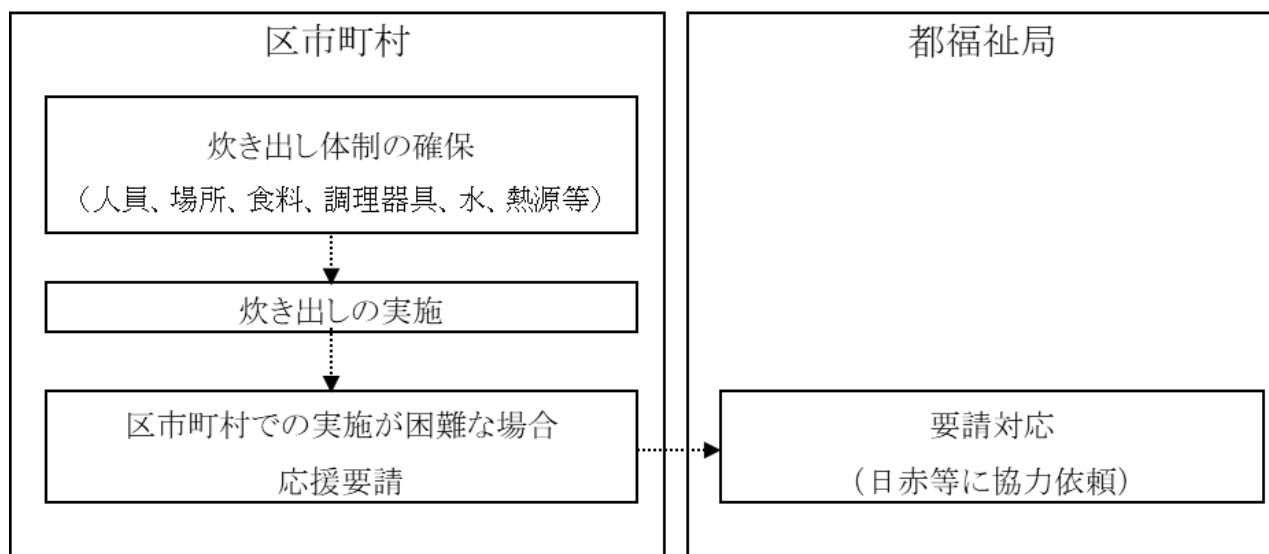 区市町村
炊き出し体制の確保
（人員、場所、食料、調理器具、水、熱源等）
炊き出しの実施
区市町村での実施が困難な場合
応援要請
都福祉局
要請対応
（日赤等に協力依頼）